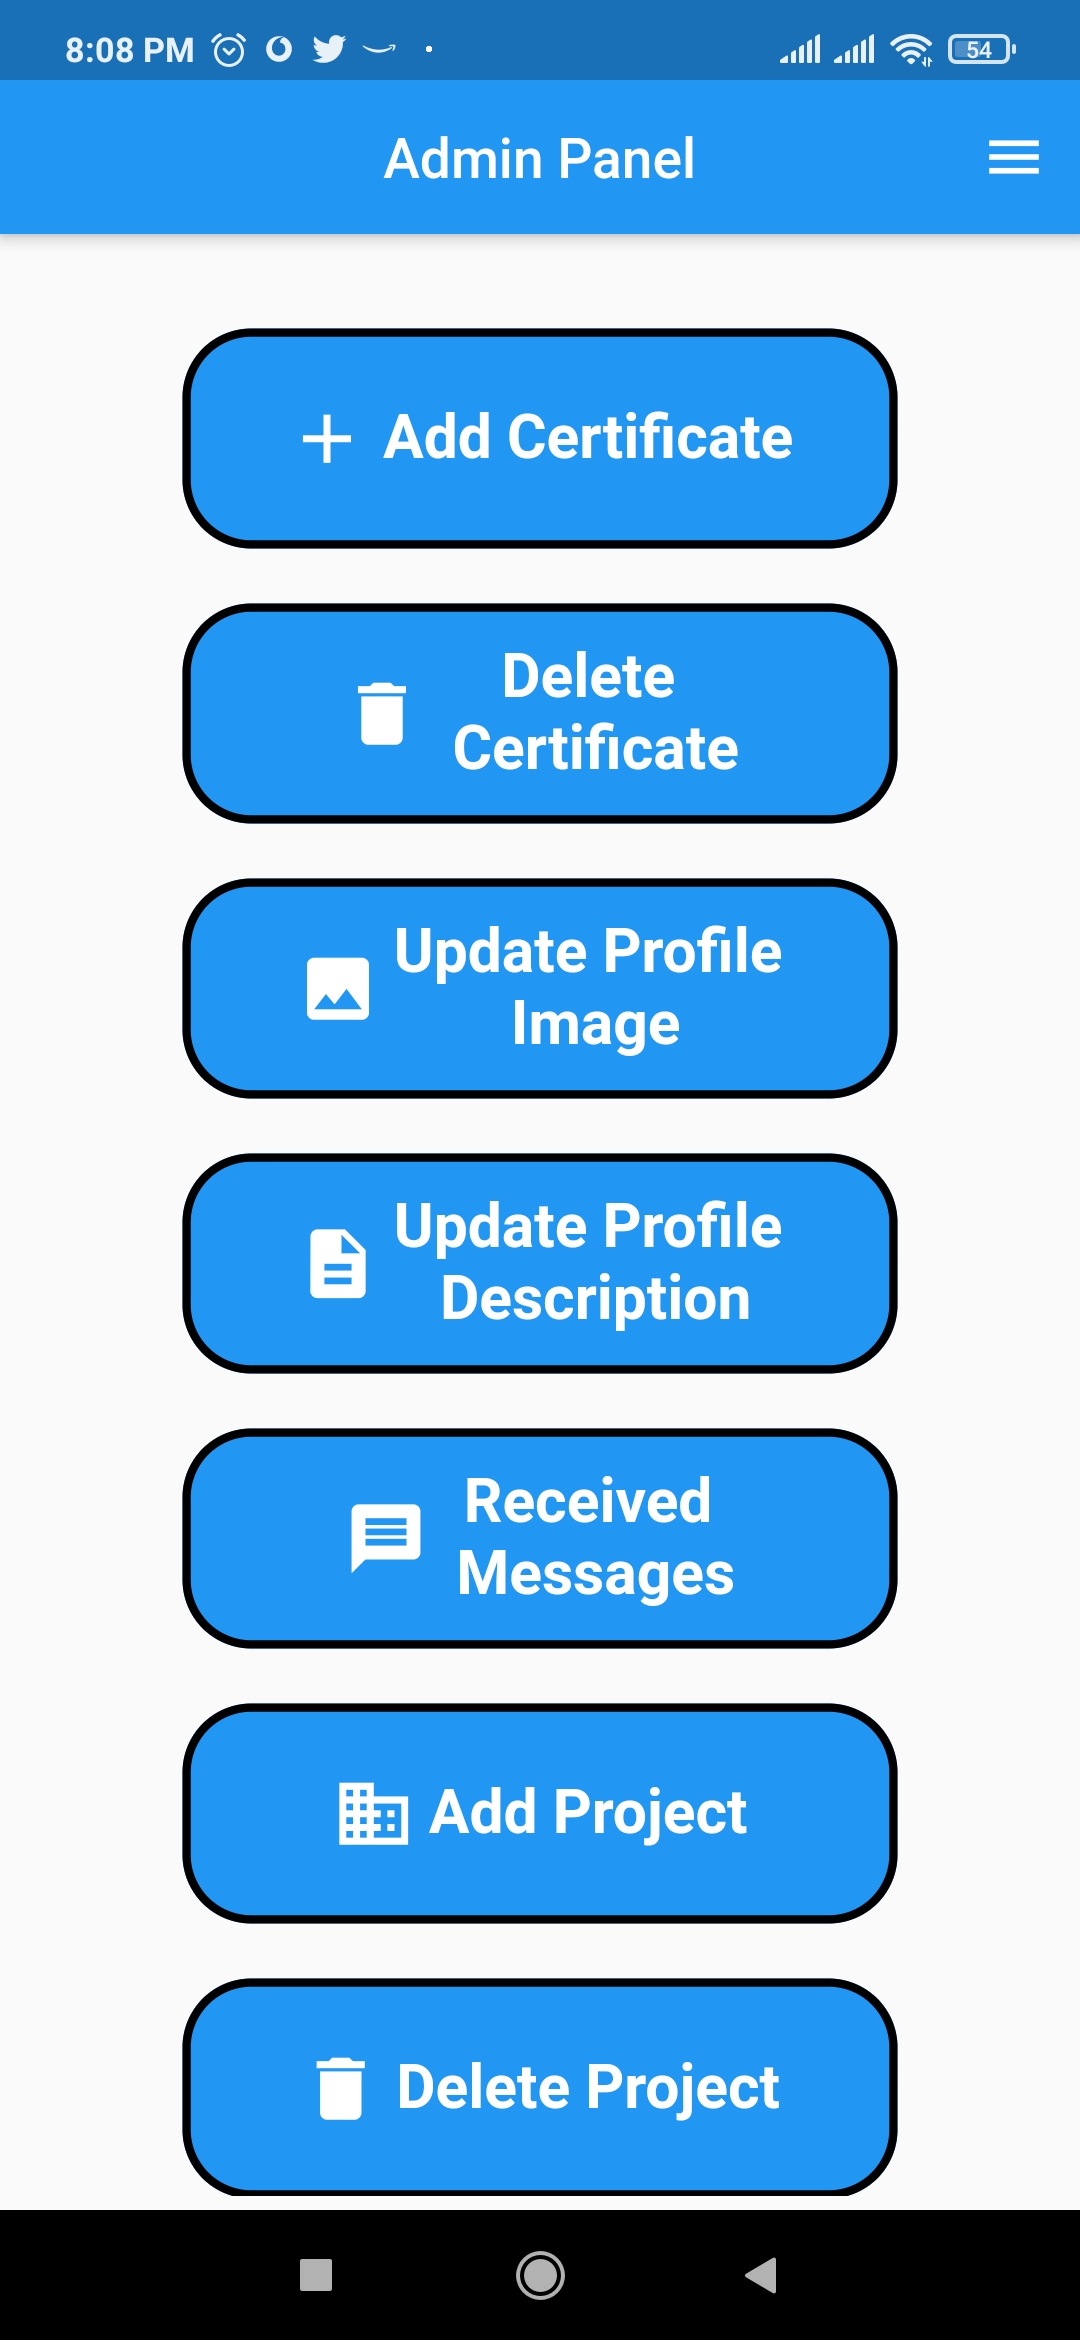 8:08 PM
54
Admin Panel
Add Certificate
Delete
Certificate
Update Profile
Image
Update Profile
Description
Received
Messages
Add Project
Delete Project